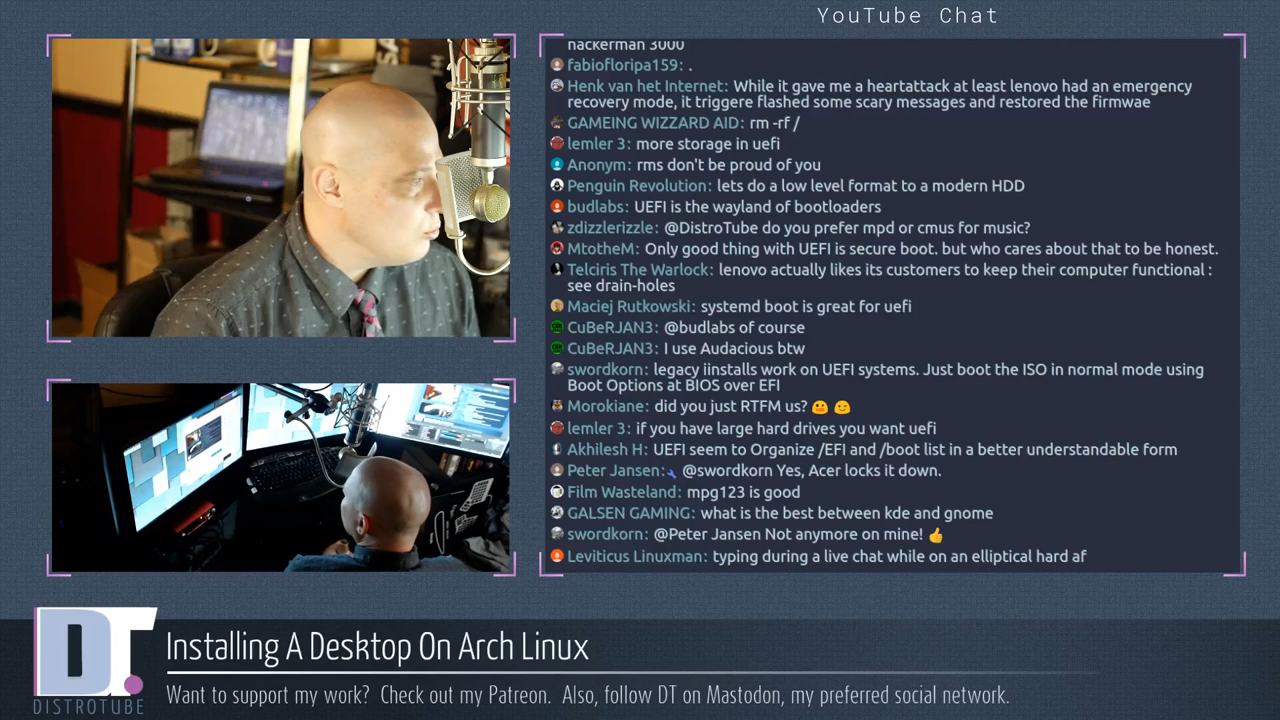 YouTube Chat
hackerman 3000
fabiofloripa159: .
Henk van het Internet: While it gave me a heartattack at least lenovo had an emergency
recovery mode, it triggere flashed some scary messages and restored the firmwae
GAMEING WIZZARD AID: rm -rf /
lemler 3: more storage in uefi
Anonym: rms don't be proud of you
Penguin Revolution: lets do a low level format to a modern HDD
budlabs: UEFI is the wayland of bootloaders
zdizzlerizzle: @DistroTube do you prefer mpd or cmus for music?
MtotheM: Only good thing with UEFI is secure boot. but who cares about that to be honest.
Telciris The Warlock: lenovo actually likes its customers to keep their computer functional :
see drain-holes
Maciej Rutkowski: systemd boot is great for uefi
CuBeRJAN3: @budlabs of course
CuBeRJAN3: I use Audacious btw
swordkorn: legacy iinstalls work on UEFI systems. Just boot the ISO in normal mode using
Boot Options at BIOS over EFI
Morokiane: did you just RTFM us? 😬 😏
lemler 3: if you have large hard drives you want uefi
Akhilesh H: UEFI seem to Organize /EFI and /boot list in a better understandable form
Peter Jansen: @swordkorn Yes, Acer locks it down.
Film Wasteland: mpg123 is good
GALSEN GAMING: what is the best between kde and gnome
swordkorn: @Peter Jansen Not anymore on mine! 👍
Leviticus Linuxman: typing during a live chat while on an elliptical hard af
DT
DISTROTUBE
Installing A Desktop On Arch Linux
Want to support my work? Check out my Patreon. Also, follow DT on Mastodon, my preferred social network.